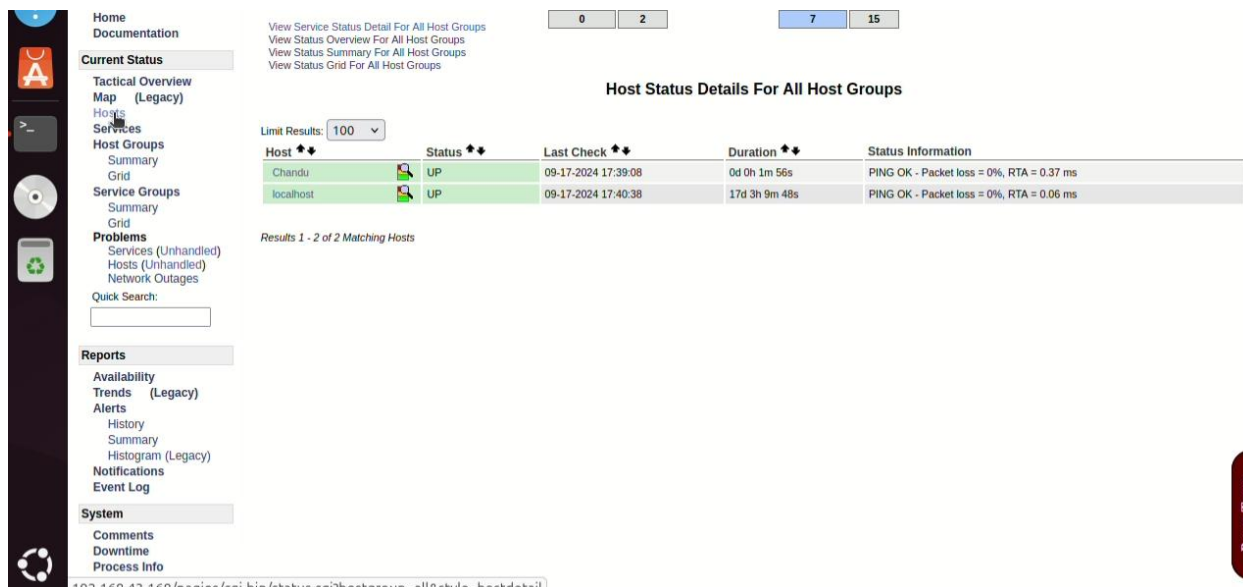 Home
Documentation
Current Status
Tactical Overview
Map (Legacy)
Hosts
Services
Host Groups
Summary
Grid
Service Groups
Summary
Grid
Problems
Services (Unhandled)
Hosts (Unhandled)
Network Outages
Quick Search:
Reports
Availability
Trends (Legacy)
Alerts
History
Summary
Histogram (Legacy)
Notifications
Event Log
System
Comments
Downtime
Process Info
View Service Status Detail For All Host Groups
View Status Overview For All Host Groups
View Status Summary For All Host Groups
View Status Grid For All Host Groups
0 2
7 15
Host Status Details For All Host Groups
Limit Results: 100
Host Status Last Check Duration Status Information
Chandu UP 09-17-2024 17:39:08 0d 0h 1m 56s PING OK - Packet loss = 0%, RTA = 0.37 ms
localhost UP 09-17-2024 17:40:38 17d 3h 9m 48s PING OK - Packet loss = 0%, RTA = 0.06 ms
Results 1 - 2 of 2 Matching Hosts